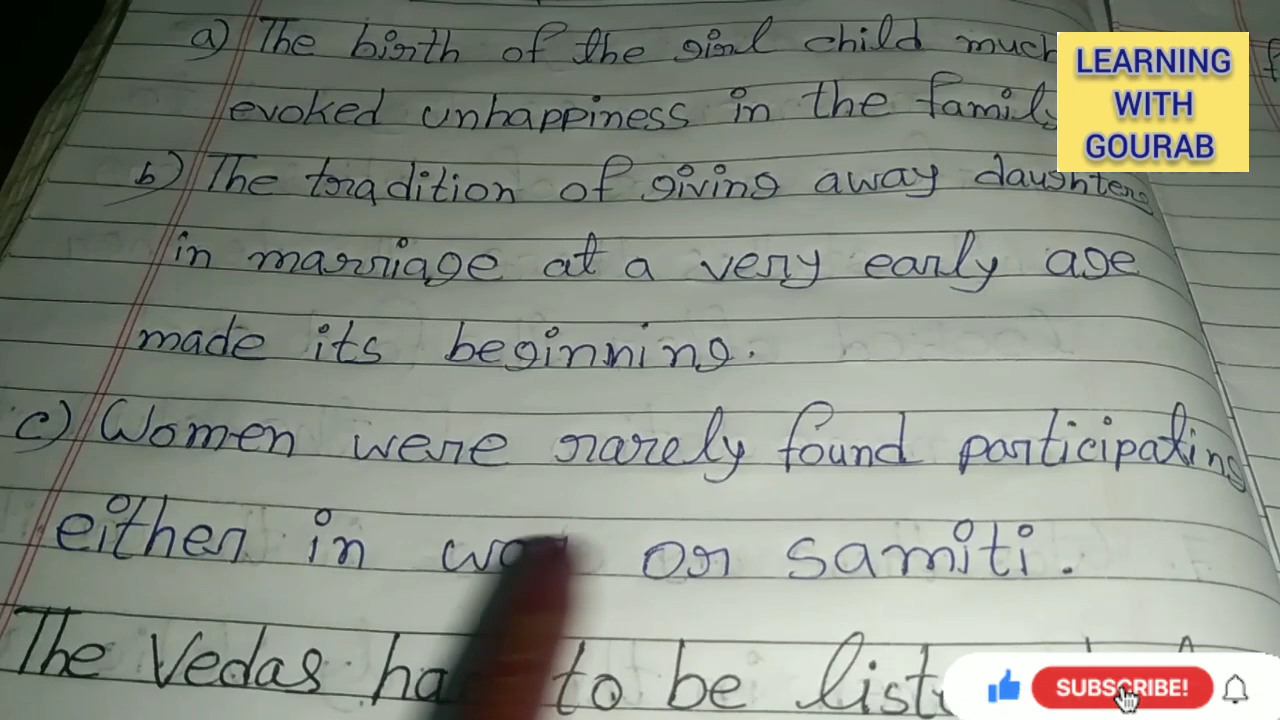 a) The birth of the girl child much
evoked unhappiness in the family
b) The tradition of giving away daughters
in marriage at a very early age
made its beginning.
c) Women were rarely found participating
either in or samiti.
The Vedas to be
LEARNING
WITH
GOURAB
SUBSCRIBE!